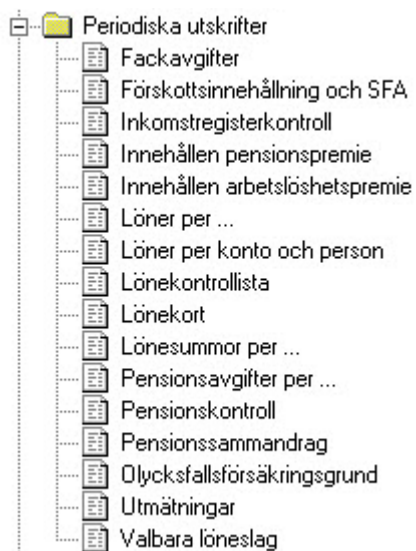 Periodiska utskrifter
Fackavgifter
Förskottsinnehållning och SFA
Inkomstregisterkontroll
Innehållen pensionspremie
Innehållen arbetslöshetspremie
Löner per ...
Löner per konto och person
Lönekontrollista
Lönekort
Lönesummor per ...
Pensionsavgifter per ...
Pensionskontroll
Pensionssammandrag
Olycksfallsförsäkringsgrund
Utmätningar
Valbara löneslag